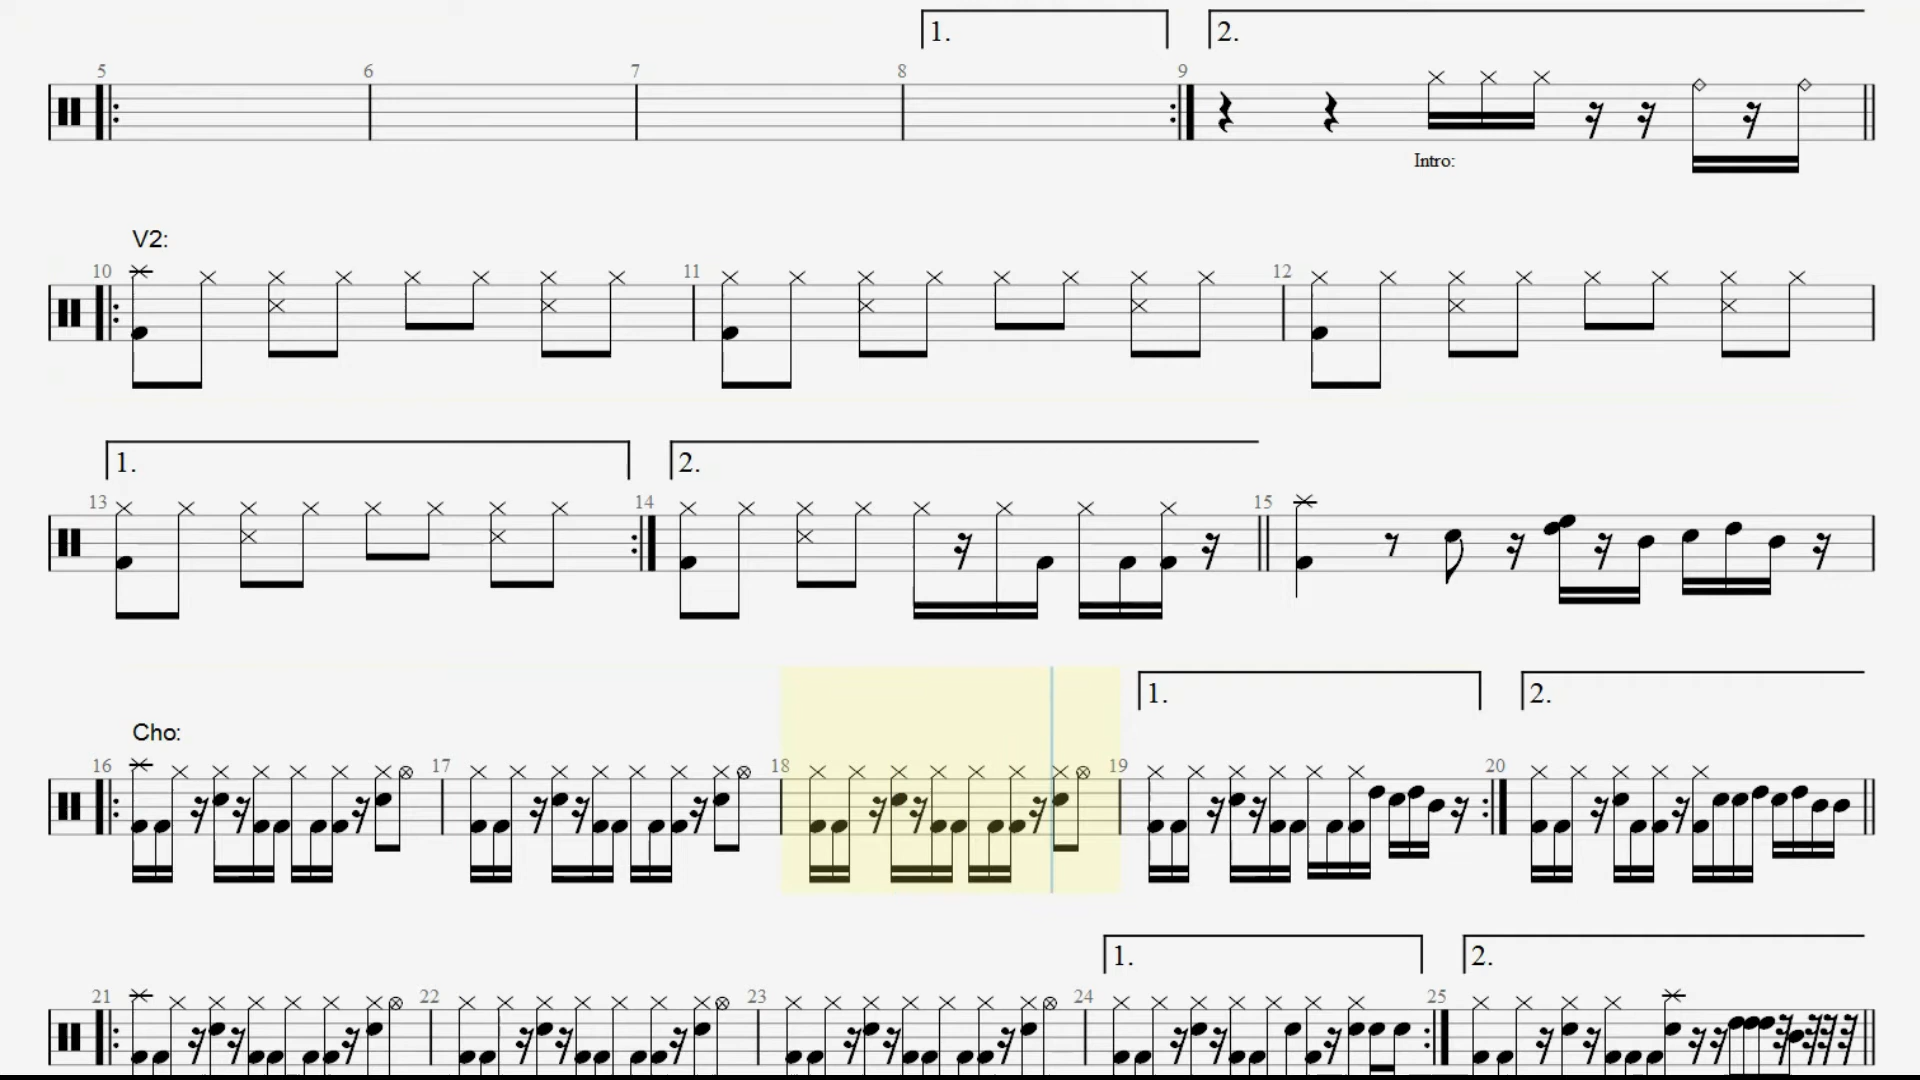 1. 2.
5 6 7 8 9
Intro:
V2:
10 11 12
1. 2.
13 14 15
1. 2.
Cho:
16 17 18 19 20
1. 2.
21 22 23 24 25